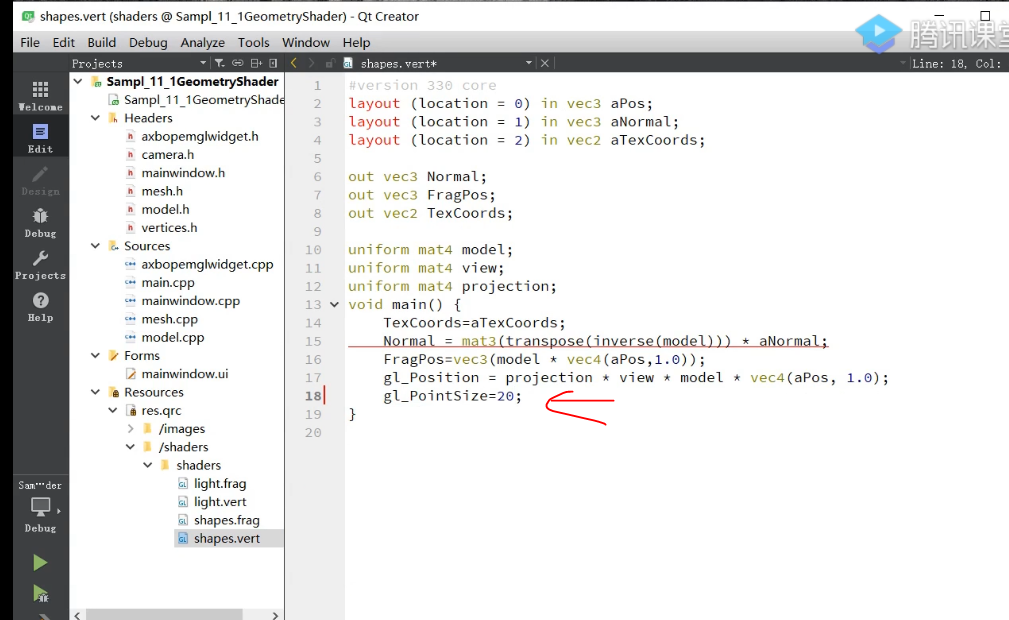 shapes.vert (shaders @ Sampl_11_1GeometryShader) - Qt Creator
腾讯课堂
File Edit Build Debug Analyze Tools Window Help
Projects
shapes.vert*
Line: 18, Col:
Welcome
Edit
Design
Debug
Projects
Help
Sam···der
Debug
Sampl_11_1GeometryShader
Sampl_11_1GeometryShade
Headers
axbopemglwidget.h
camera.h
mainwindow.h
mesh.h
model.h
vertices.h
Sources
axbopemglwidget.cpp
main.cpp
mainwindow.cpp
mesh.cpp
model.cpp
Forms
mainwindow.ui
Resources
res.qrc
/images
/shaders
shaders
light.frag
light.vert
shapes.frag
shapes.vert
1 #version 330 core
2 layout (location = 0) in vec3 aPos;
3 layout (location = 1) in vec3 aNormal;
4 layout (location = 2) in vec2 aTexCoords;
5
6 out vec3 Normal;
7 out vec3 FragPos;
8 out vec2 TexCoords;
9
10 uniform mat4 model;
11 uniform mat4 view;
12 uniform mat4 projection;
13 void main() {
14 TexCoords=aTexCoords;
15 Normal = mat3(transpose(inverse(model))) * aNormal;
16 FragPos=vec3(model * vec4(aPos,1.0));
17 gl_Position = projection * view * model * vec4(aPos, 1.0);
18 gl_PointSize=20;
19 }
20